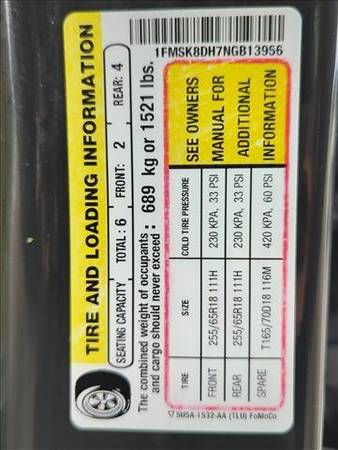 1FMSK8DH7NGB13956
TIRE AND LOADING INFORMATION
SEATING CAPACITY TOTAL: 6 FRONT: 2 REAR: 4
The combined weight of occupants
and cargo should never exceed: 689 kg or 1521 lbs.
TIRE SIZE COLD TIRE PRESSURE SEE OWNERS
FRONT 255/65R18 111H 230 KPA, 33 PSI MANUAL FOR
REAR 255/65R18 111H 230 KPA, 33 PSI ADDITIONAL
SPARE T165/70D18 116M 420 KPA, 60 PSI INFORMATION
5U5A-1532-AA (TLU) FoMoCo